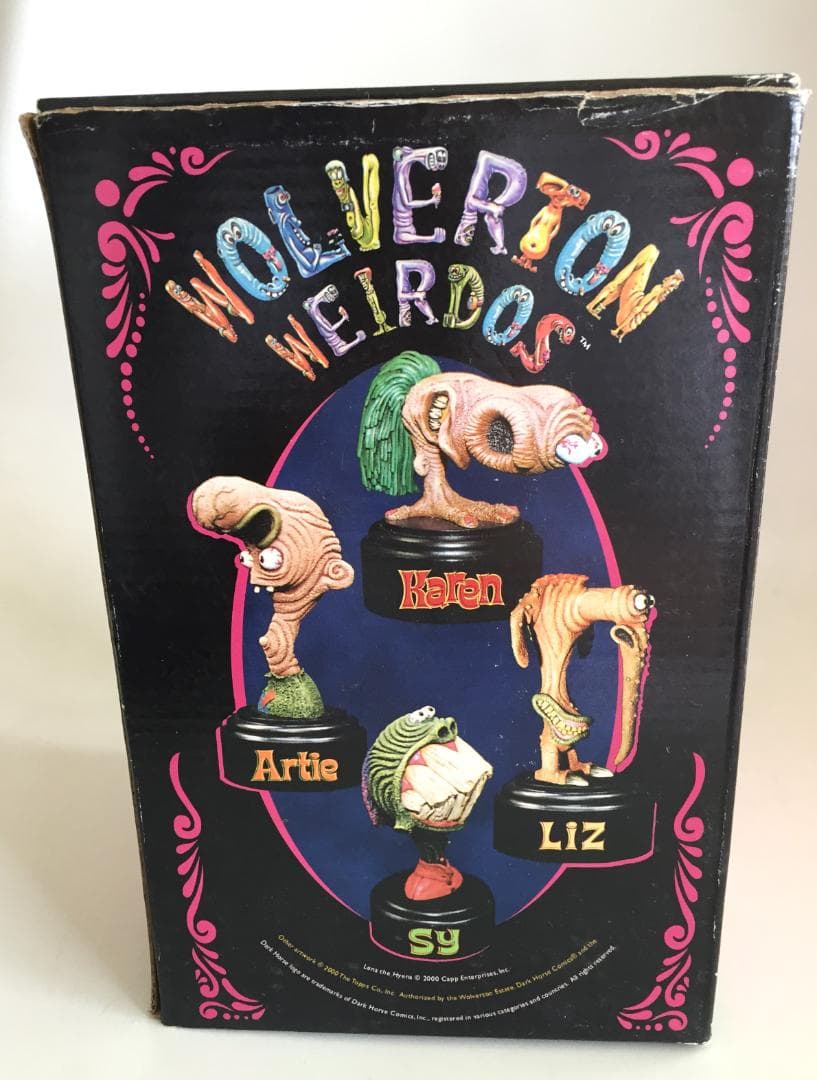 WOLVERTON
WEIRDOS™
Karen
Artie
LIZ
Sy
Lena the Hyena © 2000 Capp Enterprises, Inc.
Other artwork © 2000 The Topps Co., Inc. Authorized by the Wolverton Estate. Dark Horse Comics® and the
Dark Horse logo are trademarks of Dark Horse Comics, Inc., registered in various categories and countries. All rights reserved.